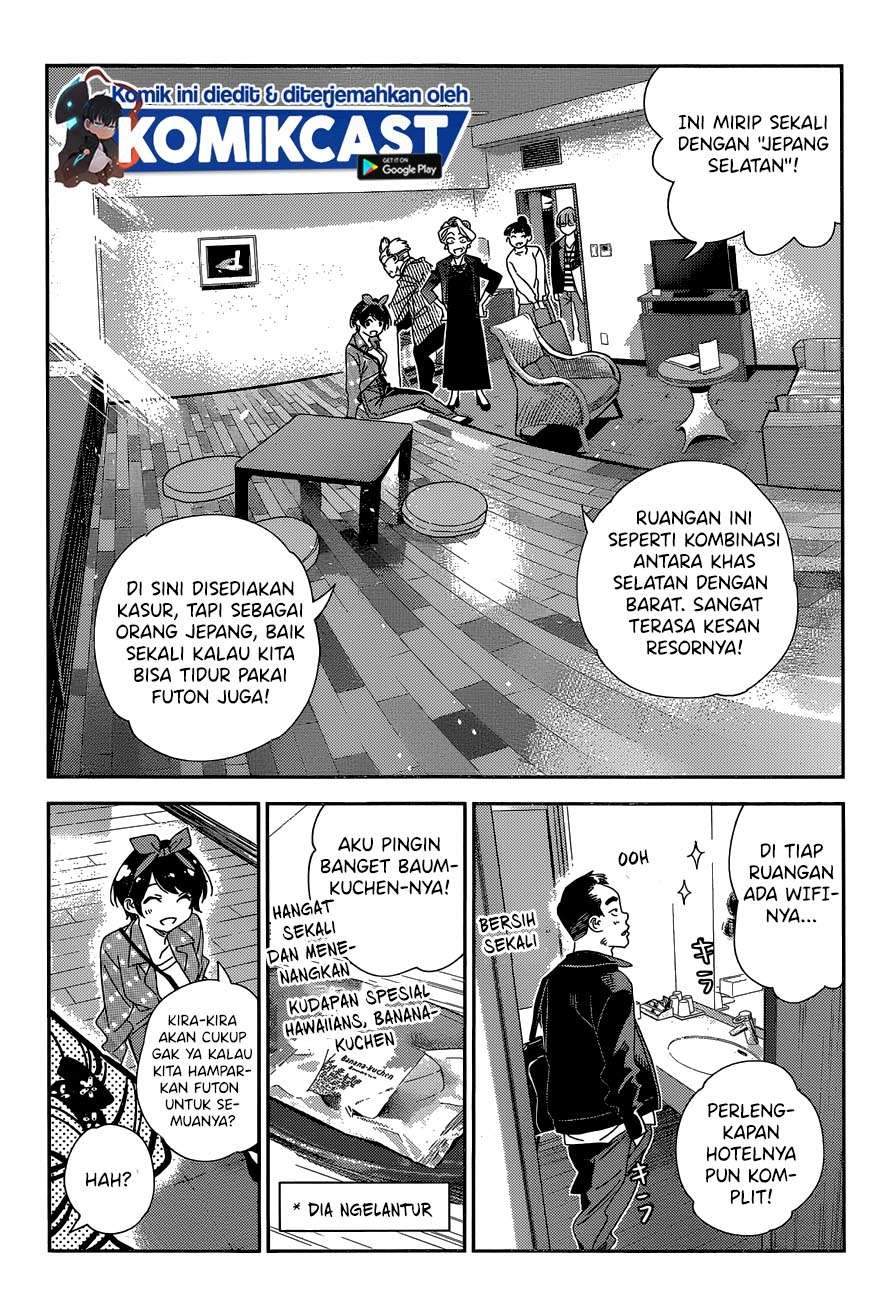 Komik ini diedit & diterjemahkan oleh
KOMIKCAST
GET IT ON
Google Play
INI MIRIP SEKALI
DENGAN "JEPANG
SELATAN"!
RUANGAN INI
SEPERTI KOMBINASI
ANTARA KHAS
SELATAN DENGAN
BARAT. SANGAT
TERASA KESAN
RESORNYA!
DI SINI DISEDIAKAN
KASUR, TAPI SEBAGAI
ORANG JEPANG, BAIK
SEKALI KALAU KITA
BISA TIDUR PAKAI
FUTON JUGA!
KIRA-KIRA
AKAN CUKUP
GAK YA KALAU
KITA HAMPAR-
KAN FUTON
UNTUK SE-
MUANYA?
HAH?
AKU PINGIN
BANGET BAUM-
KUCHEN-NYA!
HANGAT
SEKALI
DAN MENE-
NANGKAN
KUDAPAN SPESIAL
HAWAIIANS, BANANA-
KUCHEN
Banana-kuchen
* DIA NGELANTUR
DI TIAP
RUANGAN
ADA WIFI-
NYA...
OOH
BERSIH
SEKALI
キラ
PERLENG-
KAPAN
HOTELNYA
PUN KOM-
PLIT!
キラ